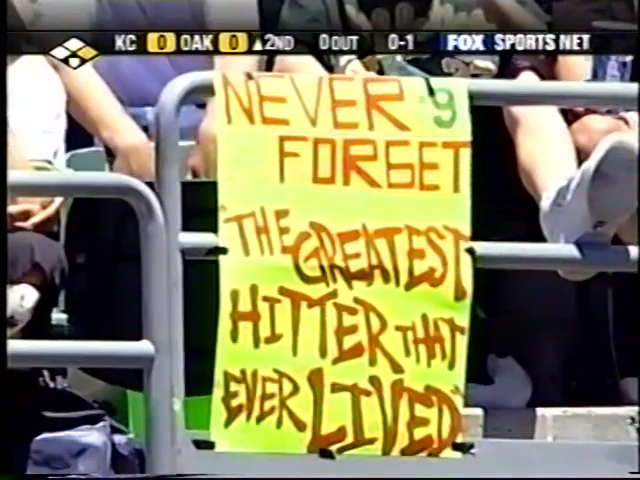 KC 0 OAK 0 ▲2ND 0 OUT 0-1 FOX SPORTS NET
NEVER 9
FORGET
"THE GREATEST
HITTER THAT
EVER LIVED"